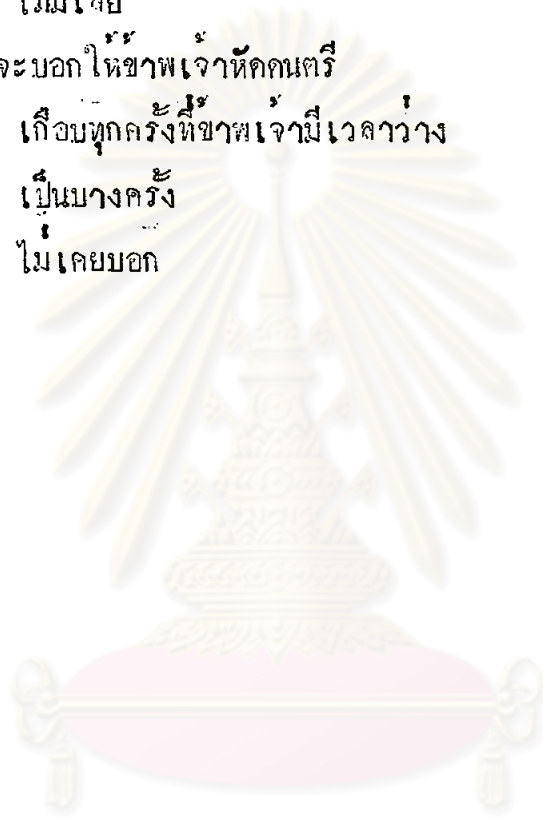 จะบอกให้ข้าพเจ้าหัดดนตรี
เกือบทุกครั้งที่ข้าพเจ้ามีเวลาว่าง
เป็นบางครั้ง
ไม่เคยบอก